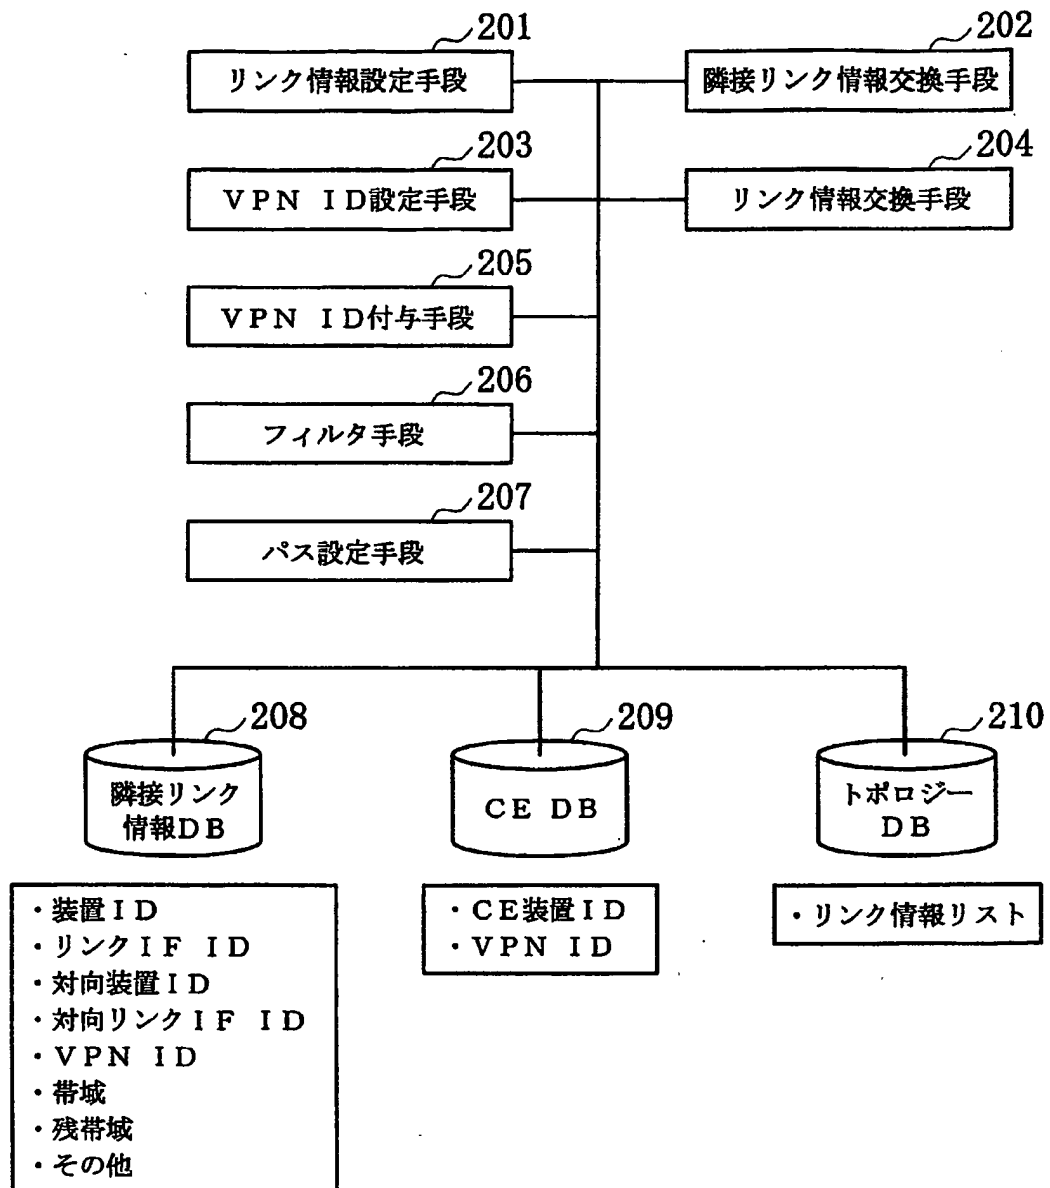 201
リンク情報設定手段
202
隣接リンク情報交換手段
203
VPN ID設定手段
204
リンク情報交換手段
205
VPN ID付与手段
206
フィルタ手段
207
パス設定手段
208
隣接リンク
情報DB
209
CE DB
210
トポロジー
DB
・装置ID
・リンクIF ID
・対向装置ID
・対向リンクIF ID
・VPN ID
・帯域
・残帯域
・その他
・CE装置ID
・VPN ID
・リンク情報リスト